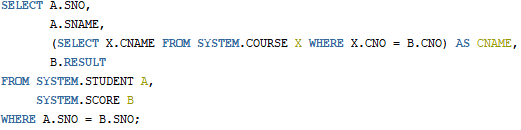 SELECT A.SNO,
       A.SNAME,
       (SELECT X.CNAME FROM SYSTEM.COURSE X WHERE X.CNO = B.CNO) AS CNAME,
       B.RESULT
FROM SYSTEM.STUDENT A,
     SYSTEM.SCORE B
WHERE A.SNO = B.SNO;